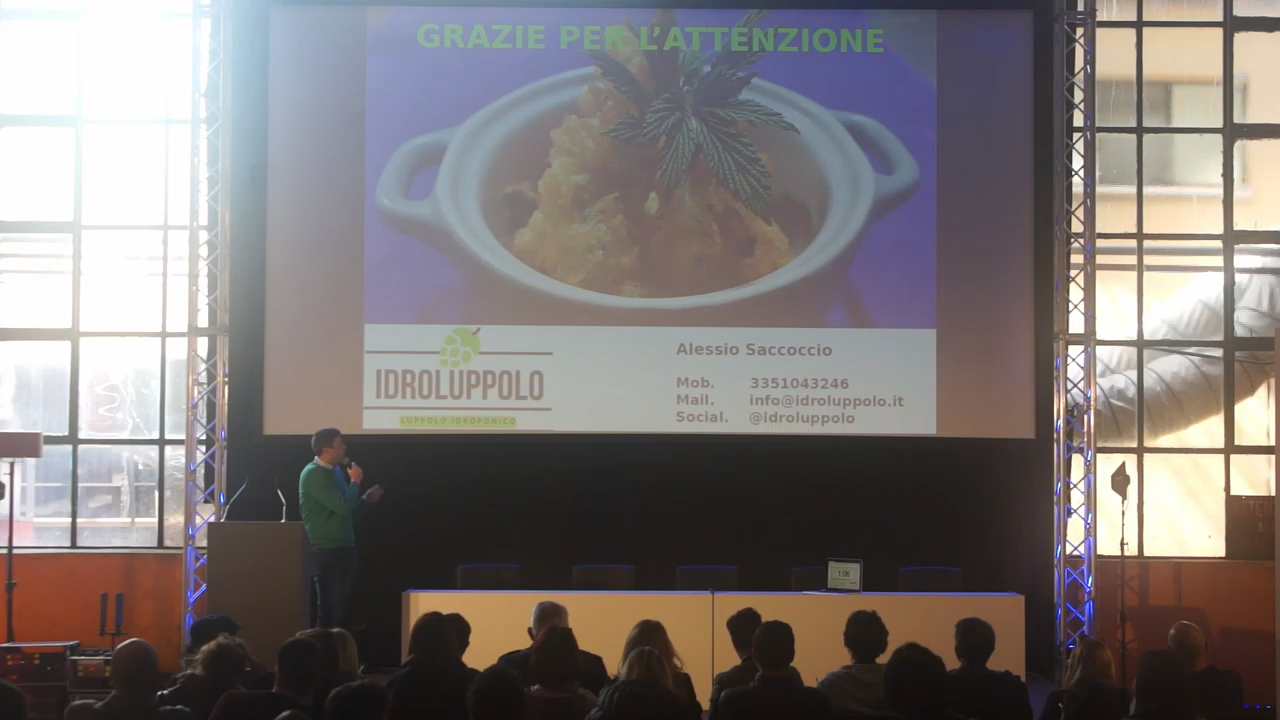 GRAZIE PER L'ATTENZIONE
IDROLUPPOLO
LUPPOLO IDROPONICO
Alessio Saccoccio
Mob. 3351043246
Mail. info@idroluppolo.it
Social. @idroluppolo